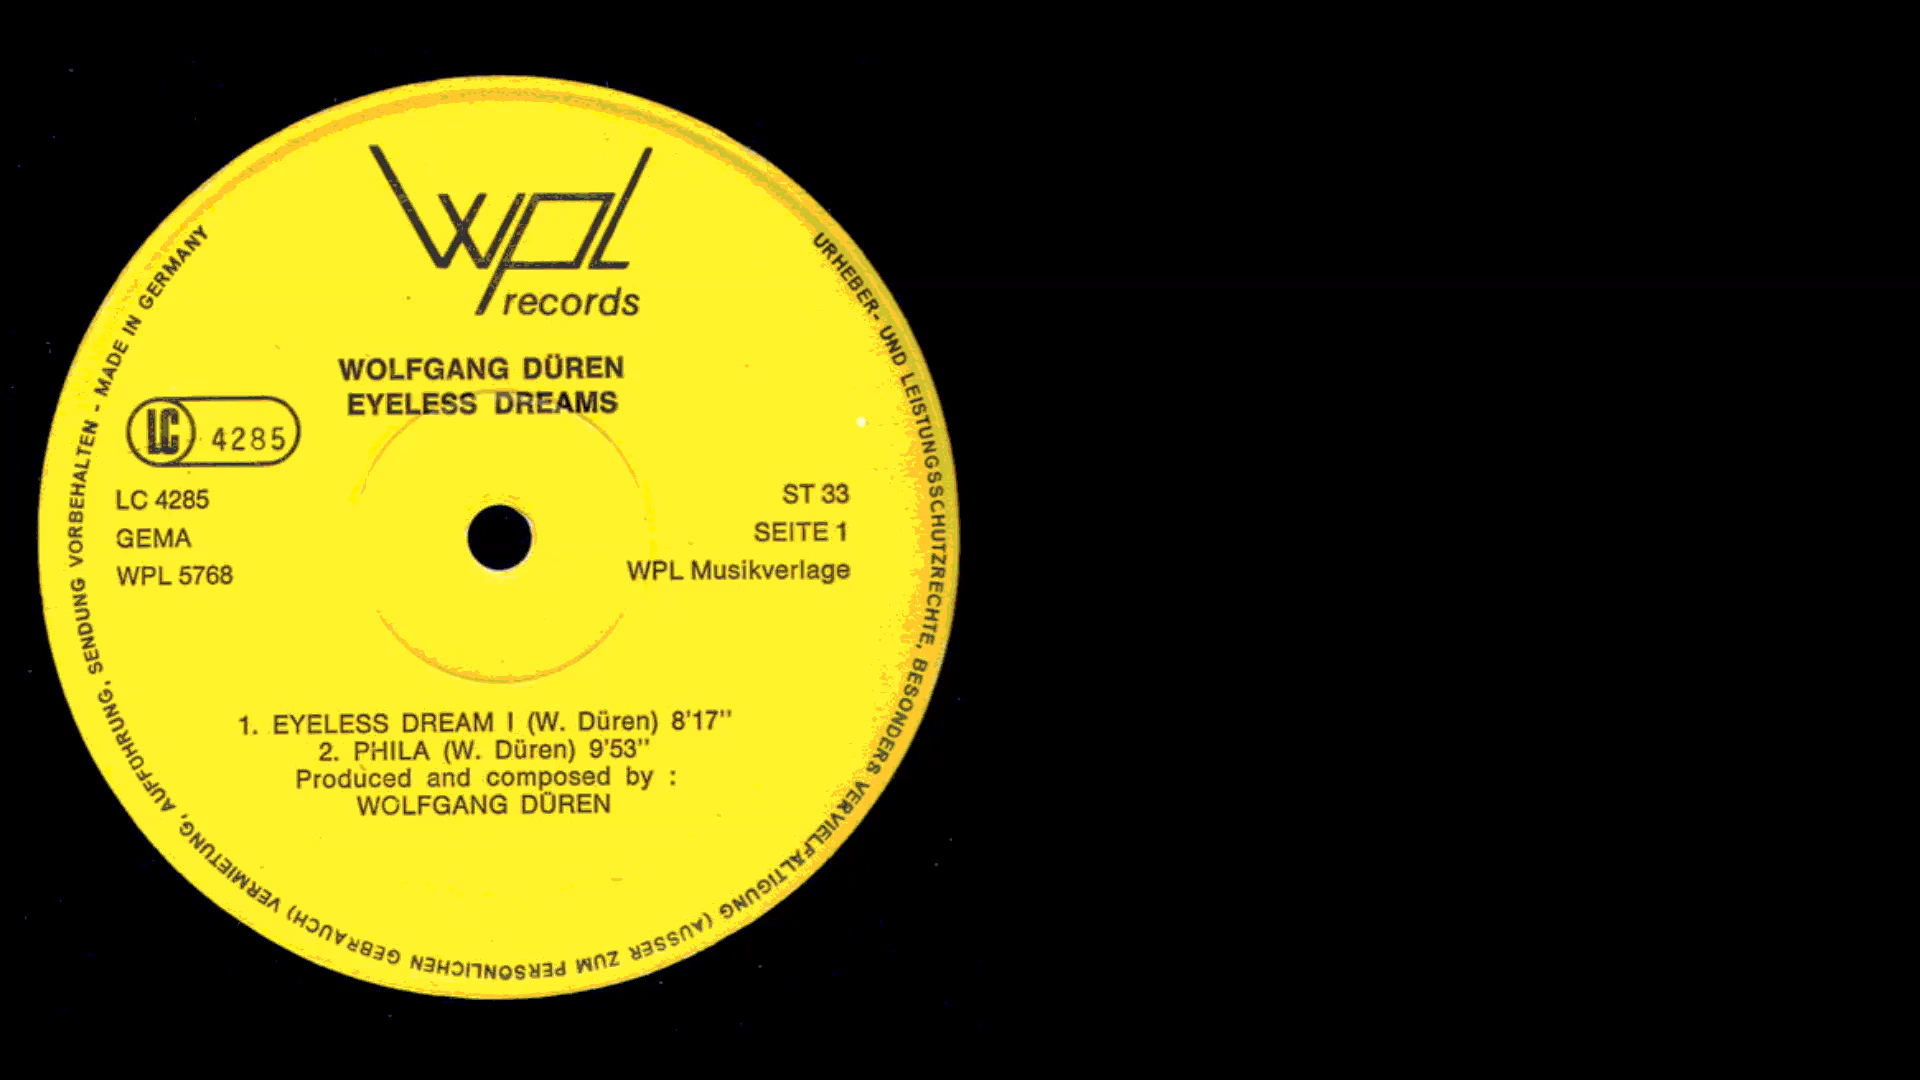 wpl
records
WOLFGANG DÜREN
EYELESS DREAMS
LC 4285
LC 4285
GEMA
WPL 5768
ST 33
SEITE 1
WPL Musikverlage
1. EYELESS DREAM I (W. Düren) 8'17''
2. PHILA (W. Düren) 9'53''
Produced and composed by :
WOLFGANG DÜREN
URHEBER- UND LEISTUNGSSCHUTZRECHTE, BESONDERS VERVIELFÄLTIGUNG (AUSSER ZUM PERSÖNLICHEN GEBRAUCH) VERMIETUNG, AUFFÜHRUNG, SENDUNG VORBEHALTEN - MADE IN GERMANY